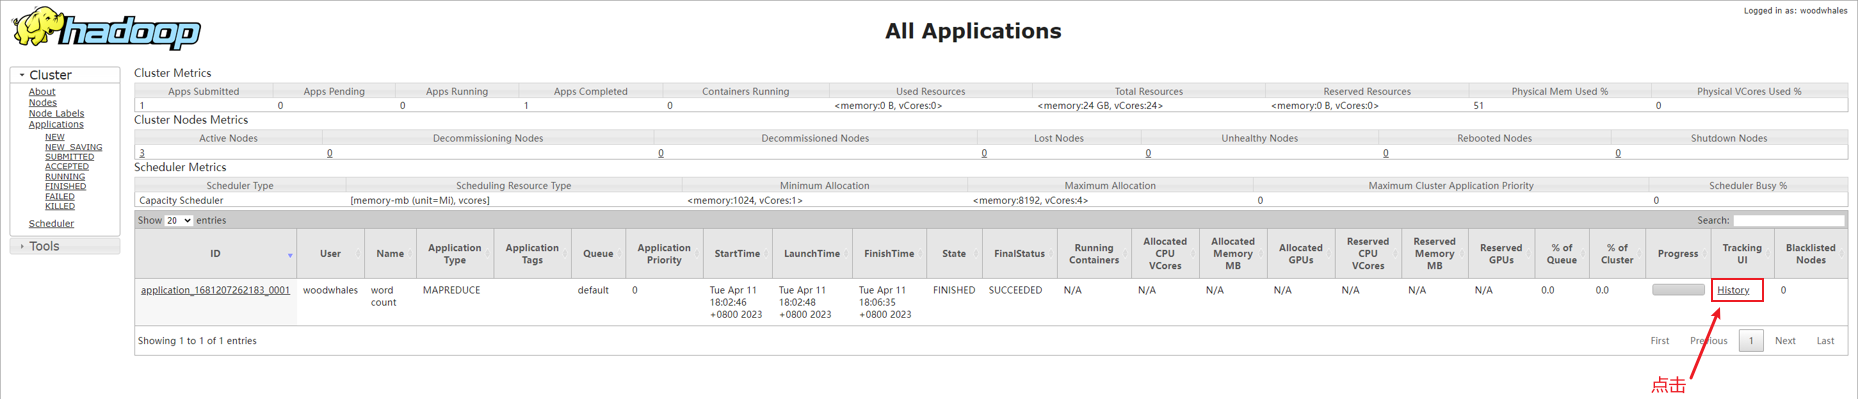 Logged in as: woodwhales
hadoop
All Applications
Cluster
About
Nodes
Node Labels
Applications
NEW
NEW_SAVING
SUBMITTED
ACCEPTED
RUNNING
FINISHED
FAILED
KILLED
Scheduler
Tools
Cluster Metrics
Apps Submitted Apps Pending Apps Running Apps Completed Containers Running Used Resources Total Resources Reserved Resources Physical Mem Used % Physical VCores Used %
1 0 0 1 0 <memory:0 B, vCores:0> <memory:24 GB, vCores:24> <memory:0 B, vCores:0> 51 0
Cluster Nodes Metrics
Active Nodes Decommissioning Nodes Decommissioned Nodes Lost Nodes Unhealthy Nodes Rebooted Nodes Shutdown Nodes
3 0 0 0 0 0 0
Scheduler Metrics
Scheduler Type Scheduling Resource Type Minimum Allocation Maximum Allocation Maximum Cluster Application Priority Scheduler Busy %
Capacity Scheduler [memory-mb (unit=Mi), vcores] <memory:1024, vCores:1> <memory:8192, vCores:4> 0 0
Show 20 entries Search:
ID User Name Application Type Application Tags Queue Application Priority StartTime LaunchTime FinishTime State FinalStatus Running Containers Allocated CPU VCores Allocated Memory MB Allocated GPUs Reserved CPU VCores Reserved Memory MB Reserved GPUs % of Queue % of Cluster Progress Tracking UI Blacklisted Nodes
application_1681207262183_0001 woodwhales word count MAPREDUCE default 0 Tue Apr 11 18:02:46 +0800 2023 Tue Apr 11 18:02:48 +0800 2023 Tue Apr 11 18:06:35 +0800 2023 FINISHED SUCCEEDED N/A N/A N/A N/A N/A N/A N/A 0.0 0.0 History 0
Showing 1 to 1 of 1 entries First Previous 1 Next Last
点击